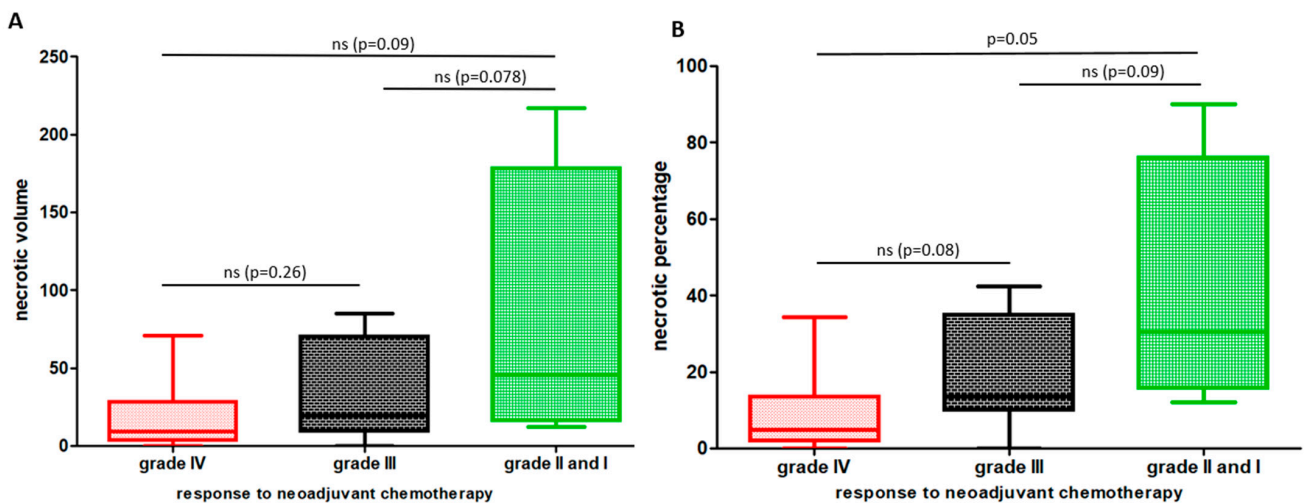 A
ns (p=0.09)
ns (p=0.078)
ns (p=0.26)
necrotic volume
250
200
150
100
50
0
grade IV grade III grade II and I
response to neoadjuvant chemotherapy
B
p=0.05
ns (p=0.09)
ns (p=0.08)
necrotic percentage
100
80
60
40
20
0
grade IV grade III grade II and I
response to neoadjuvant chemotherapy